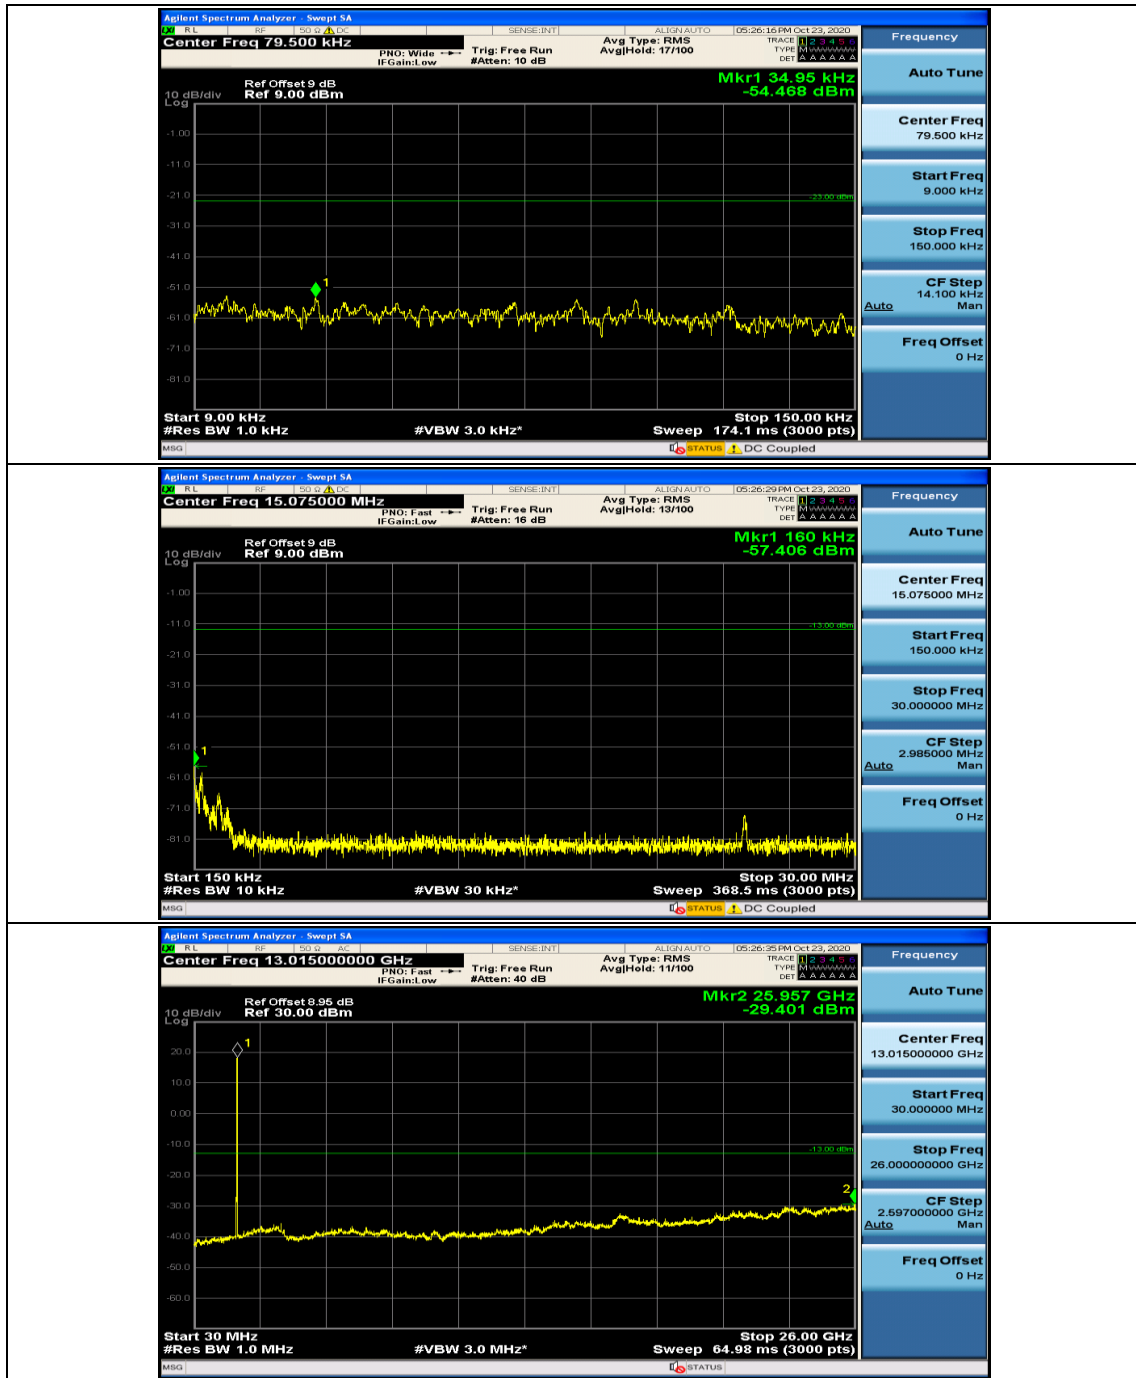 Agilent Spectrum Analyzer - Swept SA
LXI RL RF 50 Ω DC SENSE:INT ALIGN AUTO 05:26:16 PM Oct 23, 2020
Center Freq 79.500 kHz
PNO: Wide
IFGain:Low
Trig: Free Run
#Atten: 10 dB
Avg Type: RMS
Avg|Hold: 17/100
TRACE 1 2 3 4 5 6
TYPE M WWWWW
DET A A A A A A
Ref Offset 9 dB
Ref 9.00 dBm
10 dB/div
Log
Mkr1 34.95 kHz
-54.468 dBm
-1.00
-11.0
-21.0
-23.00 dBm
-31.0
-41.0
-51.0
1
-61.0
-71.0
-81.0
Start 9.00 kHz
Stop 150.00 kHz
#Res BW 1.0 kHz
#VBW 3.0 kHz*
Sweep 174.1 ms (3000 pts)
MSG
STATUS
DC Coupled
Frequency
Auto Tune
Center Freq
79.500 kHz
Start Freq
9.000 kHz
Stop Freq
150.000 kHz
CF Step
14.100 kHz
Auto Man
Freq Offset
0 Hz
Agilent Spectrum Analyzer - Swept SA
LXI RL RF 50 Ω DC SENSE:INT ALIGN AUTO 05:26:29 PM Oct 23, 2020
Center Freq 15.075000 MHz
PNO: Fast
IFGain:Low
Trig: Free Run
#Atten: 16 dB
Avg Type: RMS
Avg|Hold: 13/100
TRACE 1 2 3 4 5 6
TYPE M WWWWW
DET A A A A A A
Ref Offset 9 dB
Ref 9.00 dBm
10 dB/div
Log
Mkr1 160 kHz
-57.406 dBm
-1.00
-11.0
-13.00 dBm
-21.0
-31.0
-41.0
-51.0
1
-61.0
-71.0
-81.0
Start 150 kHz
Stop 30.00 MHz
#Res BW 10 kHz
#VBW 30 kHz*
Sweep 368.5 ms (3000 pts)
MSG
STATUS
DC Coupled
Frequency
Auto Tune
Center Freq
15.075000 MHz
Start Freq
150.000 kHz
Stop Freq
30.000000 MHz
CF Step
2.985000 MHz
Auto Man
Freq Offset
0 Hz
Agilent Spectrum Analyzer - Swept SA
LXI RL RF 50 Ω AC SENSE:INT ALIGN AUTO 05:26:35 PM Oct 23, 2020
Center Freq 13.015000000 GHz
PNO: Fast
IFGain:Low
Trig: Free Run
#Atten: 40 dB
Avg Type: RMS
Avg|Hold: 11/100
TRACE 1 2 3 4 5 6
TYPE M WWWWW
DET A A A A A A
Ref Offset 8.95 dB
Ref 30.00 dBm
10 dB/div
Log
Mkr2 25.957 GHz
-29.401 dBm
1
20.0
10.0
0.00
-10.0
-13.00 dBm
-20.0
2
-30.0
-40.0
-50.0
-60.0
Start 30 MHz
Stop 26.00 GHz
#Res BW 1.0 MHz
#VBW 3.0 MHz*
Sweep 64.98 ms (3000 pts)
MSG
STATUS
Frequency
Auto Tune
Center Freq
13.015000000 GHz
Start Freq
30.000000 MHz
Stop Freq
26.000000000 GHz
CF Step
2.597000000 GHz
Auto Man
Freq Offset
0 Hz